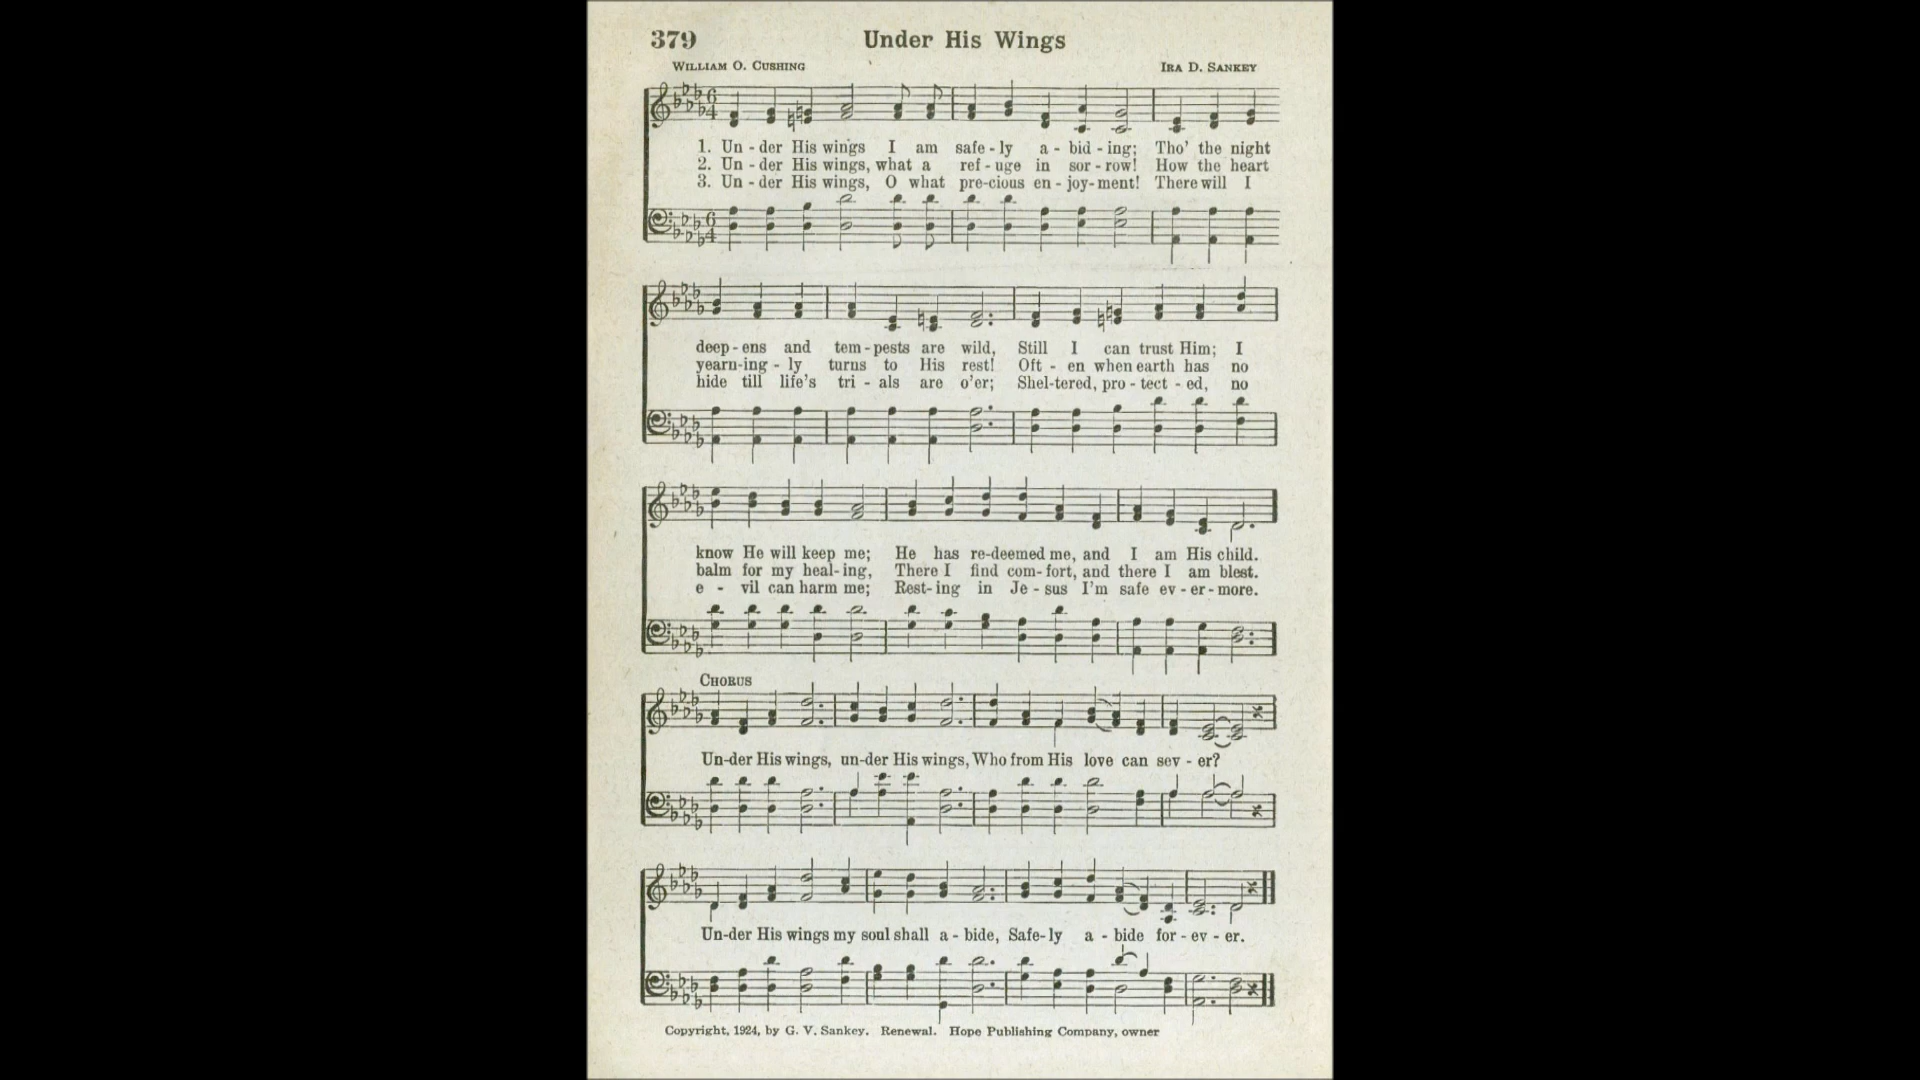 379 Under His Wings
William O. Cushing Ira D. Sankey
1. Un - der His wings I am safe - ly a - bid - ing; Tho' the night
2. Un - der His wings, what a ref - uge in sor - row! How the heart
3. Un - der His wings, O what pre-cious en - joy-ment! There will I
deep - ens and tem - pests are wild, Still I can trust Him; I
yearn-ing - ly turns to His rest! Oft - en when earth has no
hide till life's tri - als are o'er; Shel-tered, pro - tect - ed, no
know He will keep me; He has re-deemed me, and I am His child.
balm for my heal-ing, There I find com-fort, and there I am blest.
e - vil can harm me; Rest-ing in Je - sus I'm safe ev - er - more.
Chorus
Un-der His wings, un-der His wings, Who from His love can sev - er?
Un-der His wings my soul shall a - bide, Safe-ly a - bide for - ev - er.
Copyright, 1924, by G. V. Sankey. Renewal. Hope Publishing Company, owner